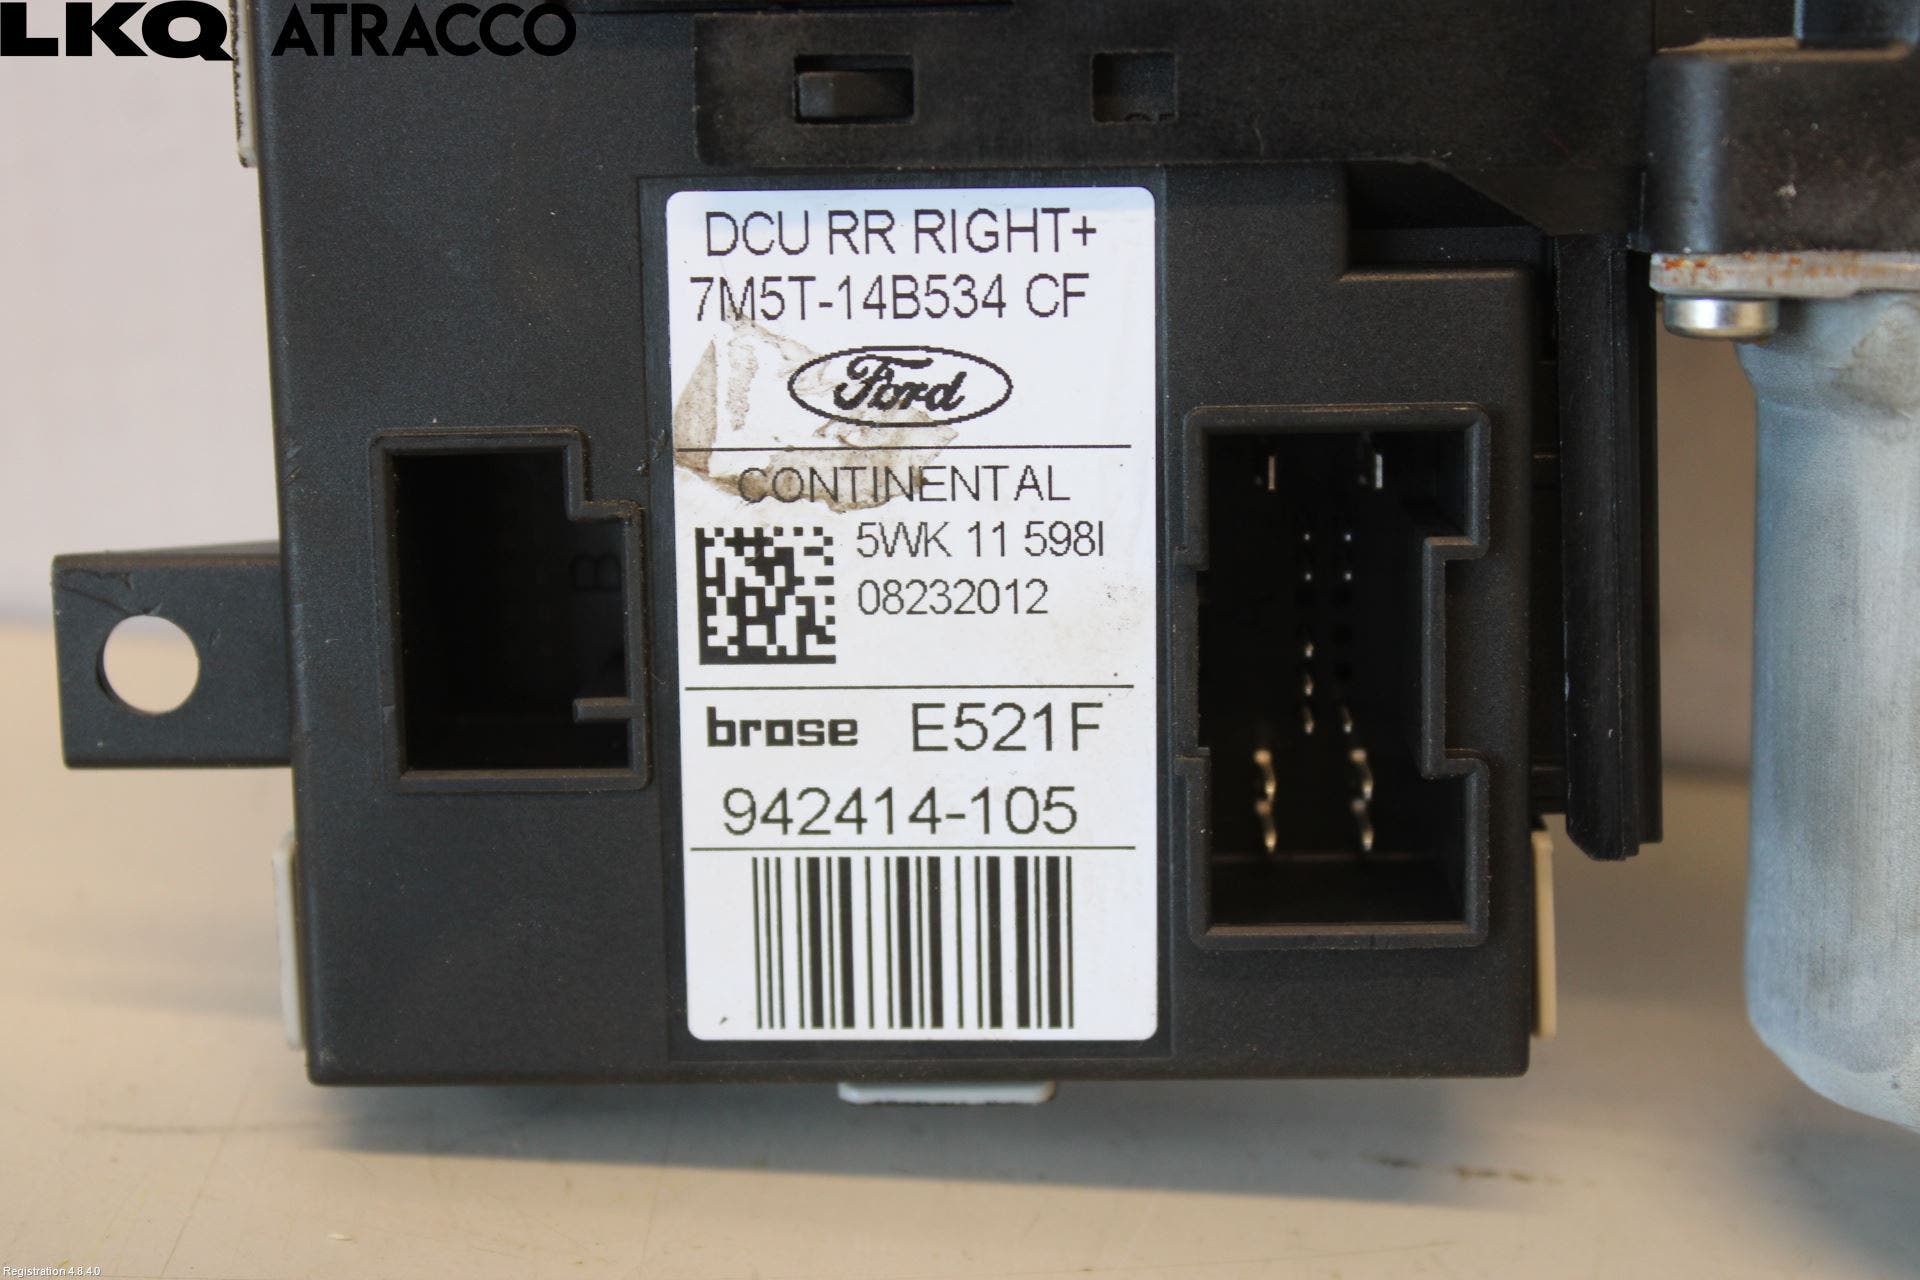 LKQ ATRACCO
DCU RR RIGHT+
7M5T-14B534 CF
Ford
CONTINENTAL
5WK 11 598I
08232012
brose E521F
942414-105
B
Registration 4.8.4.0